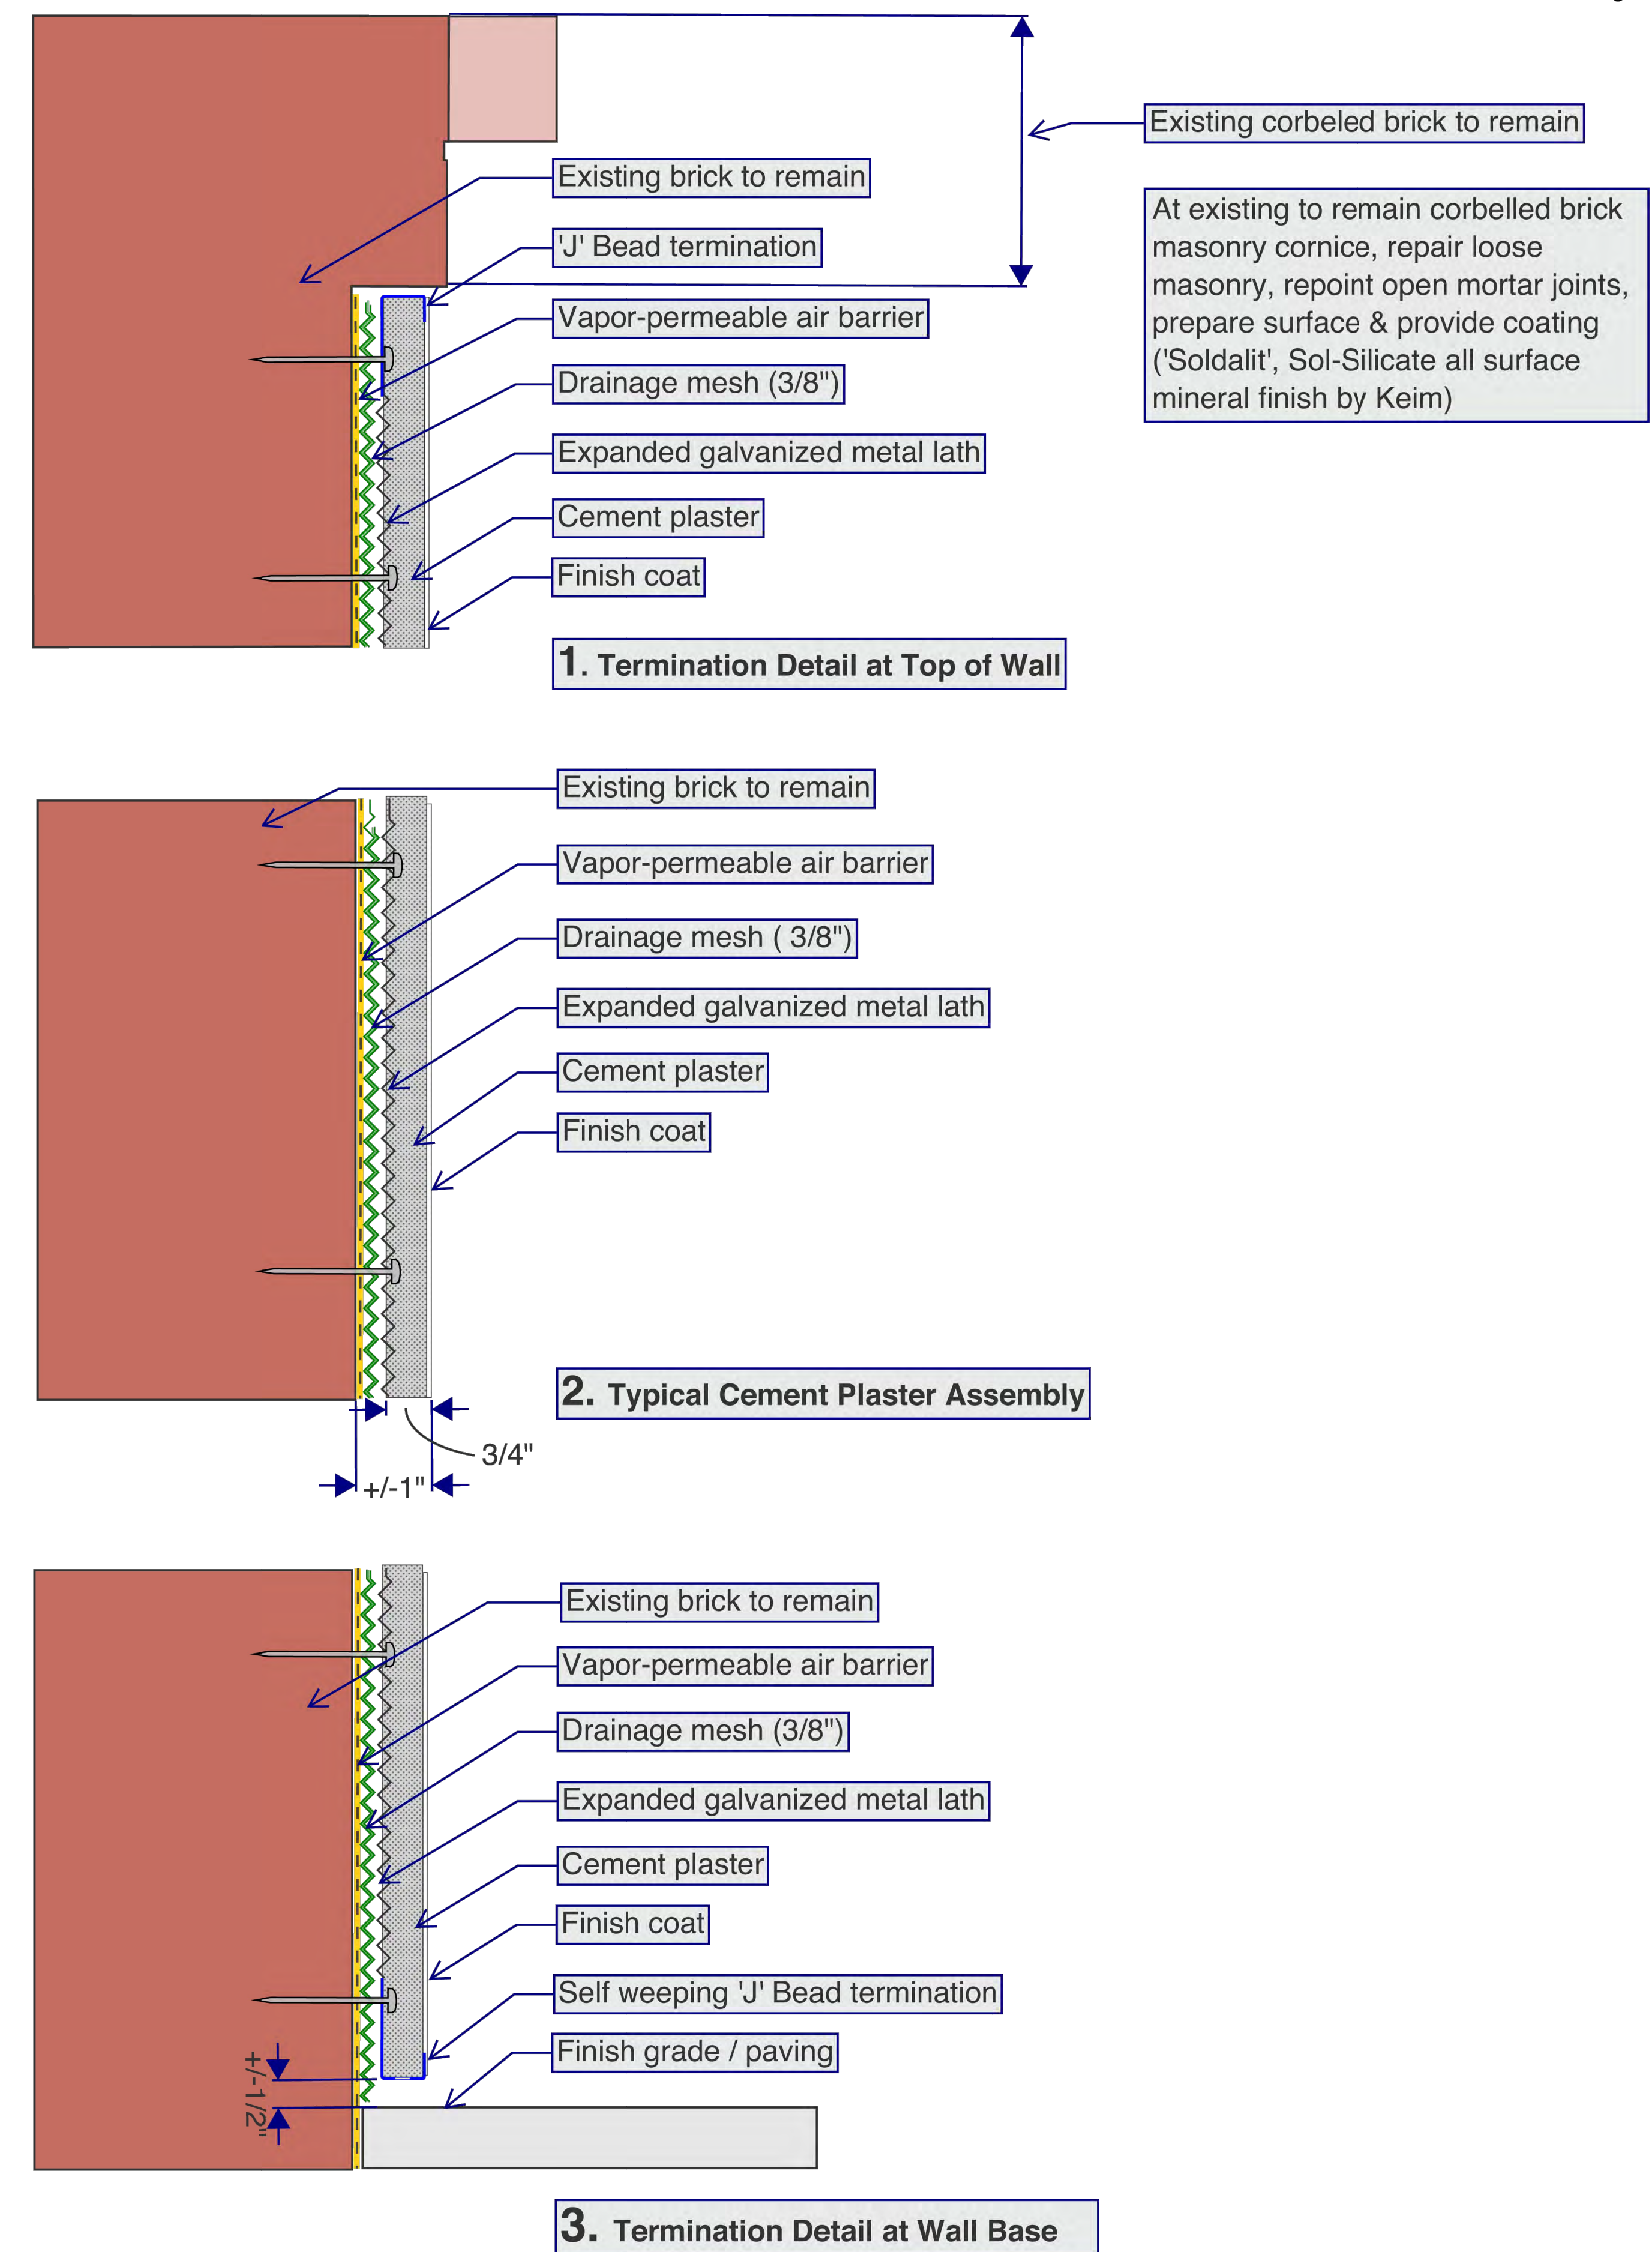 Existing corbeled brick to remain
Existing brick to remain
At existing to remain corbelled brick
masonry cornice, repair loose
masonry, repoint open mortar joints,
prepare surface & provide coating
('Soldalit', Sol-Silicate all surface
mineral finish by Keim)
'J' Bead termination
Vapor-permeable air barrier
Drainage mesh (3/8")
Expanded galvanized metal lath
Cement plaster
Finish coat
1. Termination Detail at Top of Wall
Existing brick to remain
Vapor-permeable air barrier
Drainage mesh ( 3/8")
Expanded galvanized metal lath
Cement plaster
Finish coat
2. Typical Cement Plaster Assembly
3/4"
+/-1"
Existing brick to remain
Vapor-permeable air barrier
Drainage mesh (3/8")
Expanded galvanized metal lath
Cement plaster
Finish coat
Self weeping 'J' Bead termination
Finish grade / paving
+/-1/2"
3. Termination Detail at Wall Base